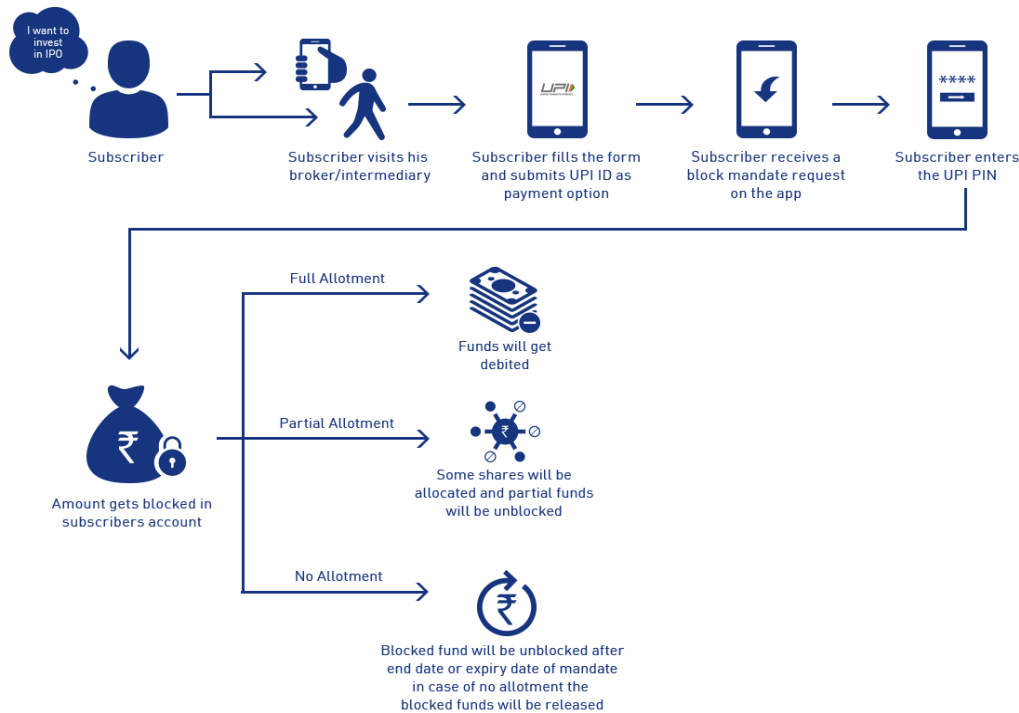 I want to
invest
in IPO
Subscriber
Subscriber visits his
broker/intermediary
UPI
Subscriber fills the form
and submits UPI ID as
payment option
Subscriber receives a
block mandate request
on the app
****
Subscriber enters
the UPI PIN
Full Allotment
Funds will get
debited
₹
Amount gets blocked in
subscribers account
Partial Allotment
₹
Some shares will be
allocated and partial funds
will be unblocked
No Allotment
₹
Blocked fund will be unblocked after
end date or expiry date of mandate
in case of no allotment the
blocked funds will be released